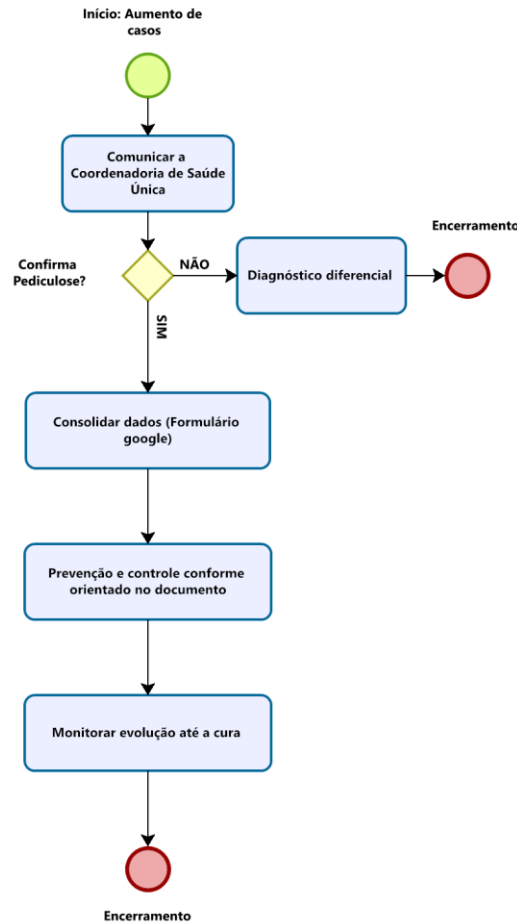 Início: Aumento de
casos
Comunicar a
Coordenadoria de Saúde
Única
Confirma
Pediculose?
NÃO
Diagnóstico diferencial
Encerramento
SIM
Consolidar dados (Formulário
google)
Prevenção e controle conforme
orientado no documento
Monitorar evolução até a cura
Encerramento